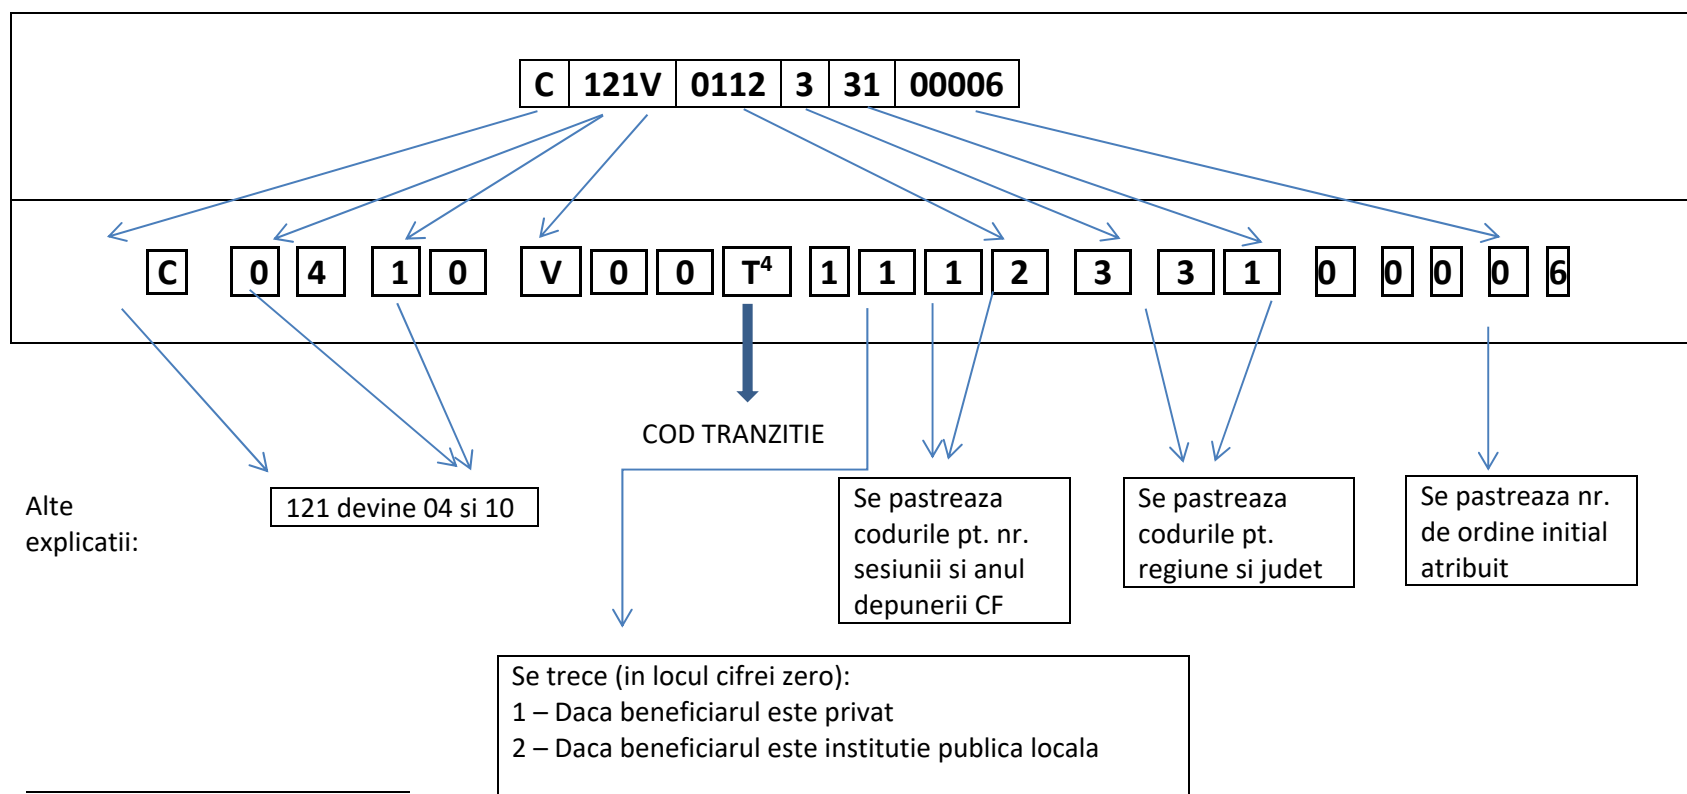 C 121V 0112 3 31 00006
C 0 4 1 0 V 0 0 T⁴ 1 1 1 2 3 3 1 0 0 0 0 6
COD TRANZITIE
Alte
explicatii:
121 devine 04 si 10
Se pastreaza
codurile pt. nr.
sesiunii si anul
depunerii CF
Se pastreaza
codurile pt.
regiune si judet
Se pastreaza nr.
de ordine initial
atribuit
Se trece (in locul cifrei zero):
1 – Daca beneficiarul este privat
2 – Daca beneficiarul este institutie publica locala